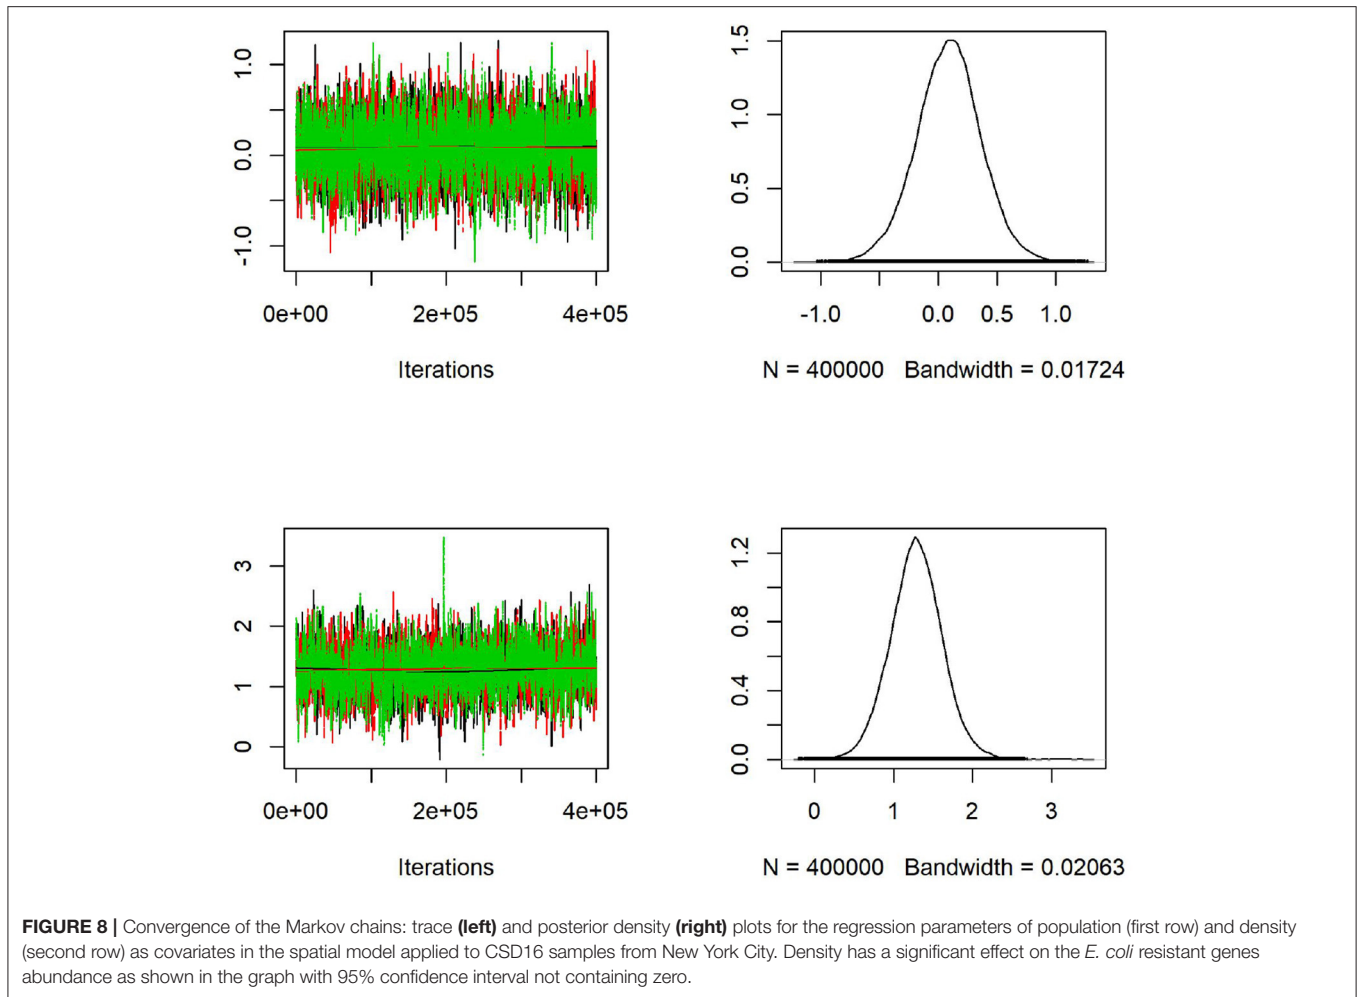 1.0
0.0
-1.0
0e+00 2e+05 4e+05
Iterations
1.5
1.0
0.5
0.0
-1.0 0.0 0.5 1.0
N = 400000 Bandwidth = 0.01724
3
2
1
0
0e+00 2e+05 4e+05
Iterations
1.2
0.8
0.4
0.0
0 1 2 3
N = 400000 Bandwidth = 0.02063
FIGURE 8 | Convergence of the Markov chains: trace (left) and posterior density (right) plots for the regression parameters of population (first row) and density
(second row) as covariates in the spatial model applied to CSD16 samples from New York City. Density has a significant effect on the E. coli resistant genes
abundance as shown in the graph with 95% confidence interval not containing zero.